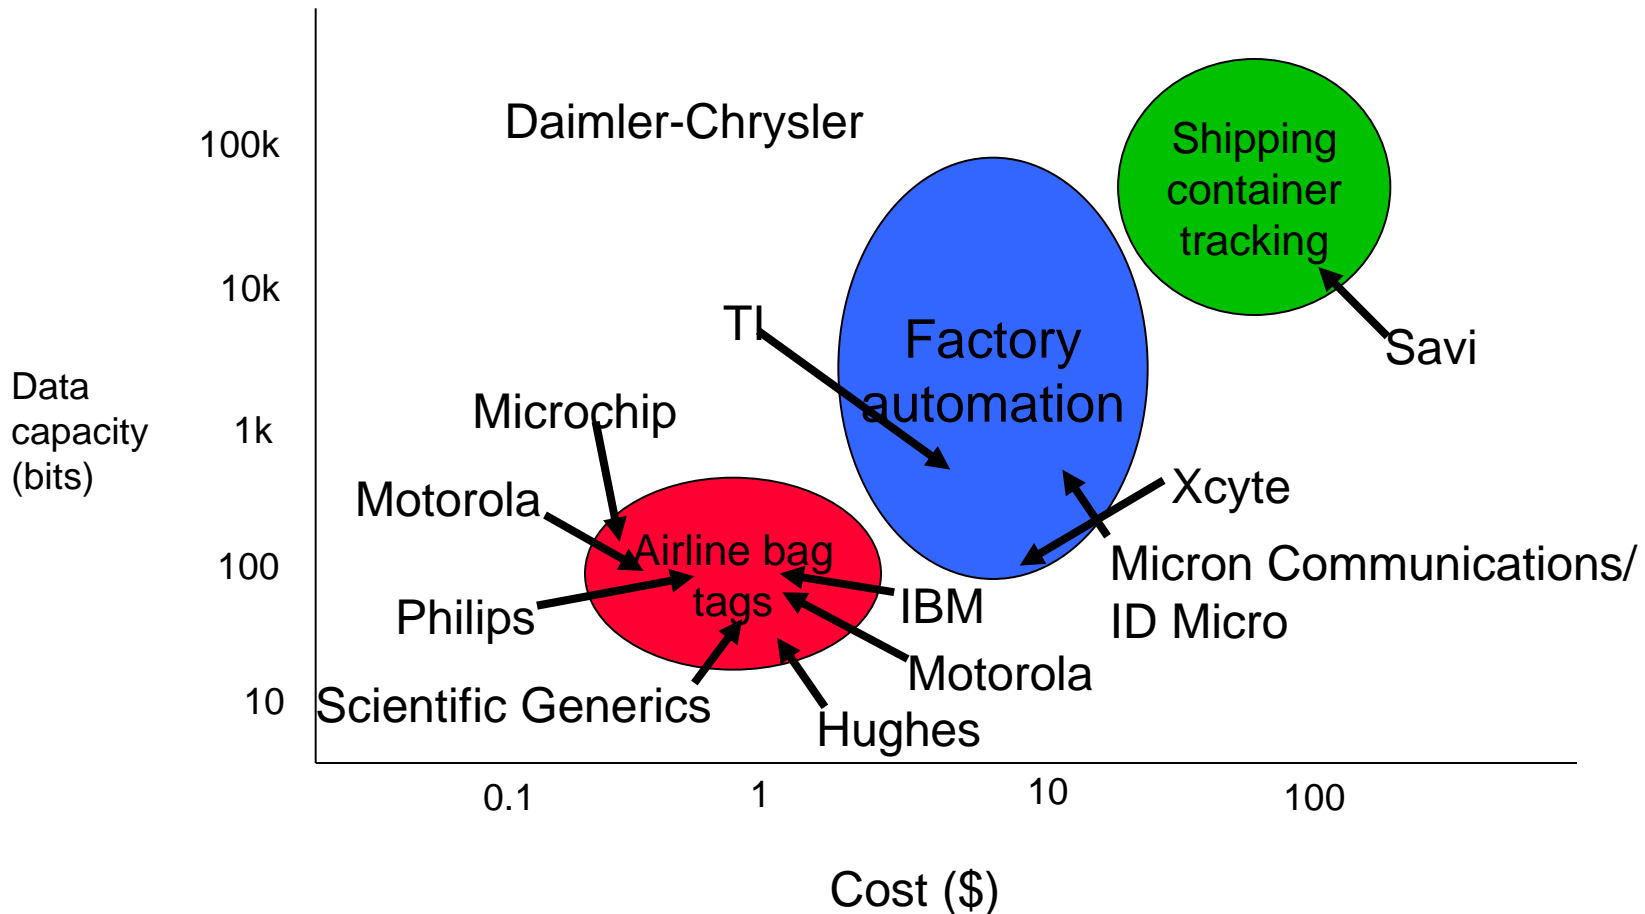 Daimler-Chrysler
Shipping
container
tracking
100k
10k
TI
Factory
automation
Savi
Data
capacity
(bits)
1k
Microchip
Motorola
Xcyte
Airline bag
tags
100
Philips
IBM
Micron Communications/
ID Micro
Motorola
10
Scientific Generics
Hughes
0.1
1
10
100
Cost ($)